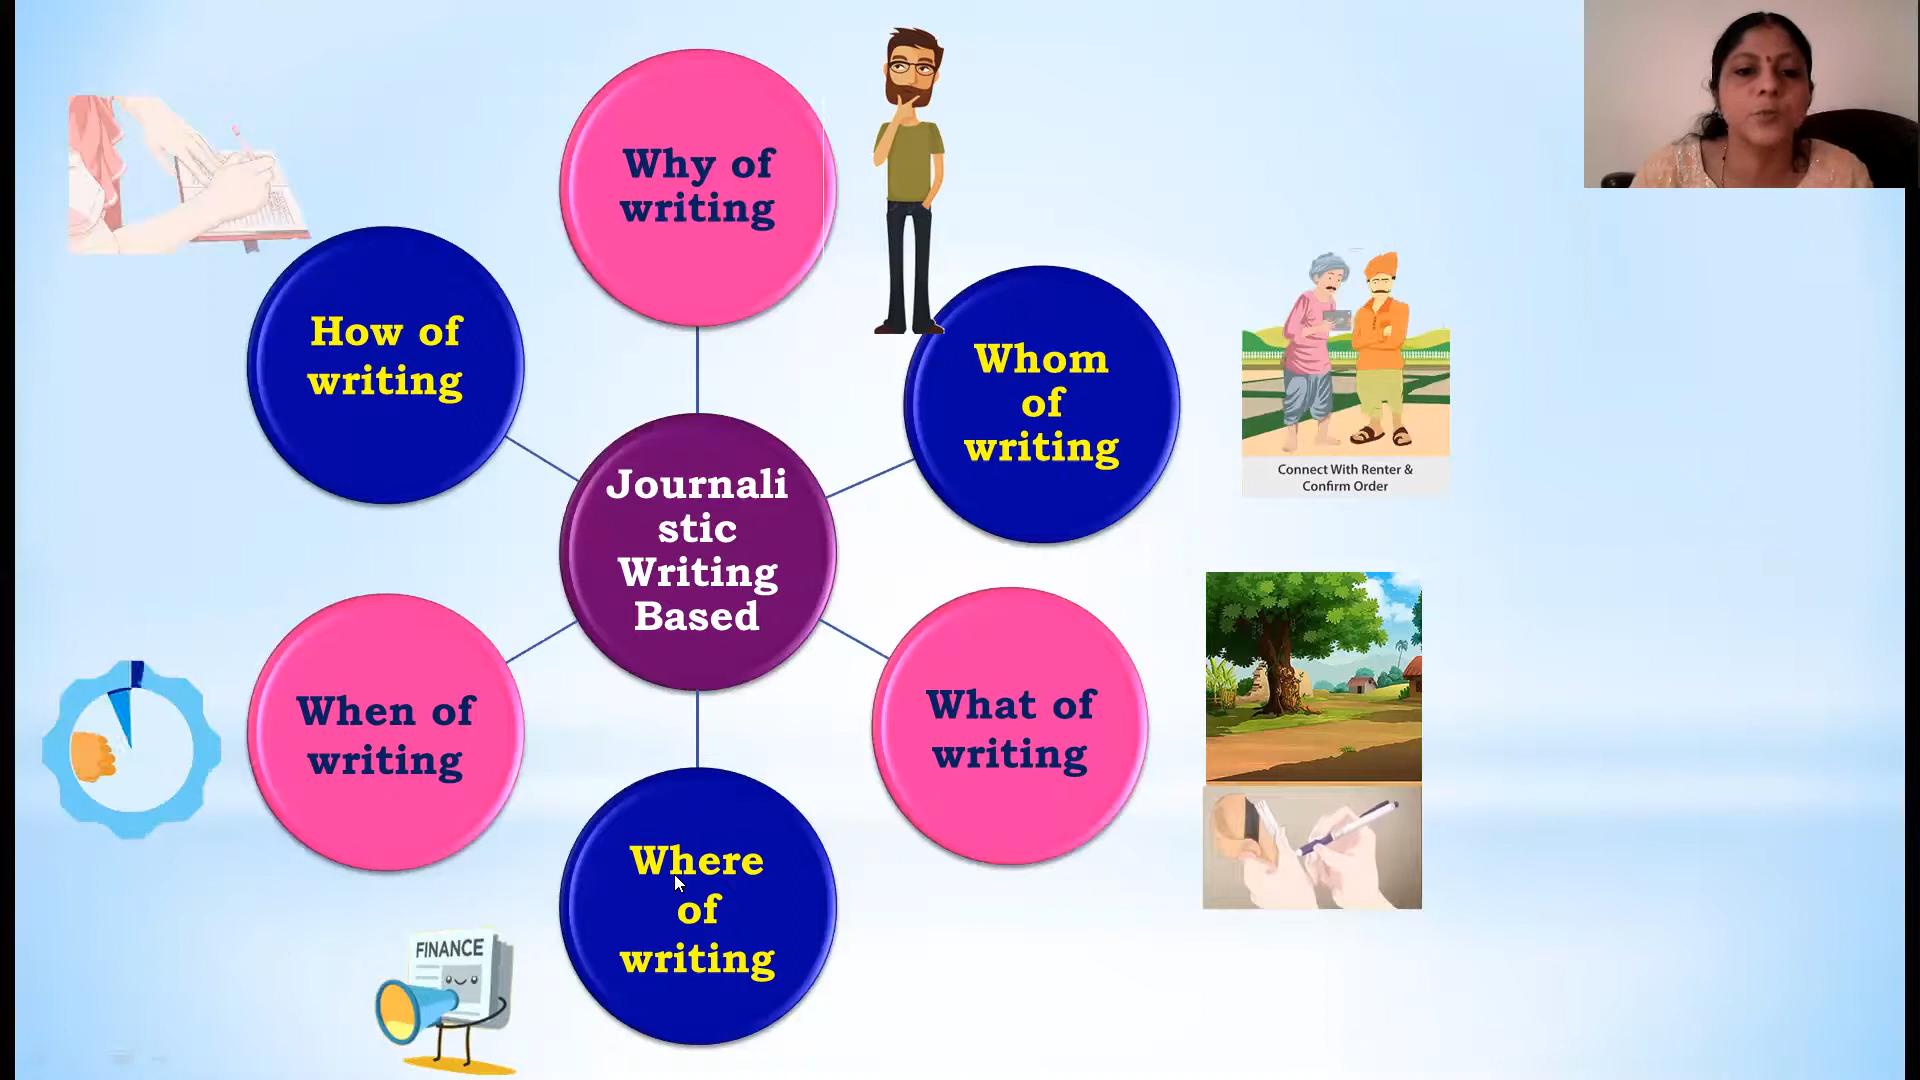 Why of
writing
How of
writing
Whom
of
writing
Connect With Renter &
Confirm Order
Journali
stic
Writing
Based
When of
writing
What of
writing
Where
of
writing
FINANCE